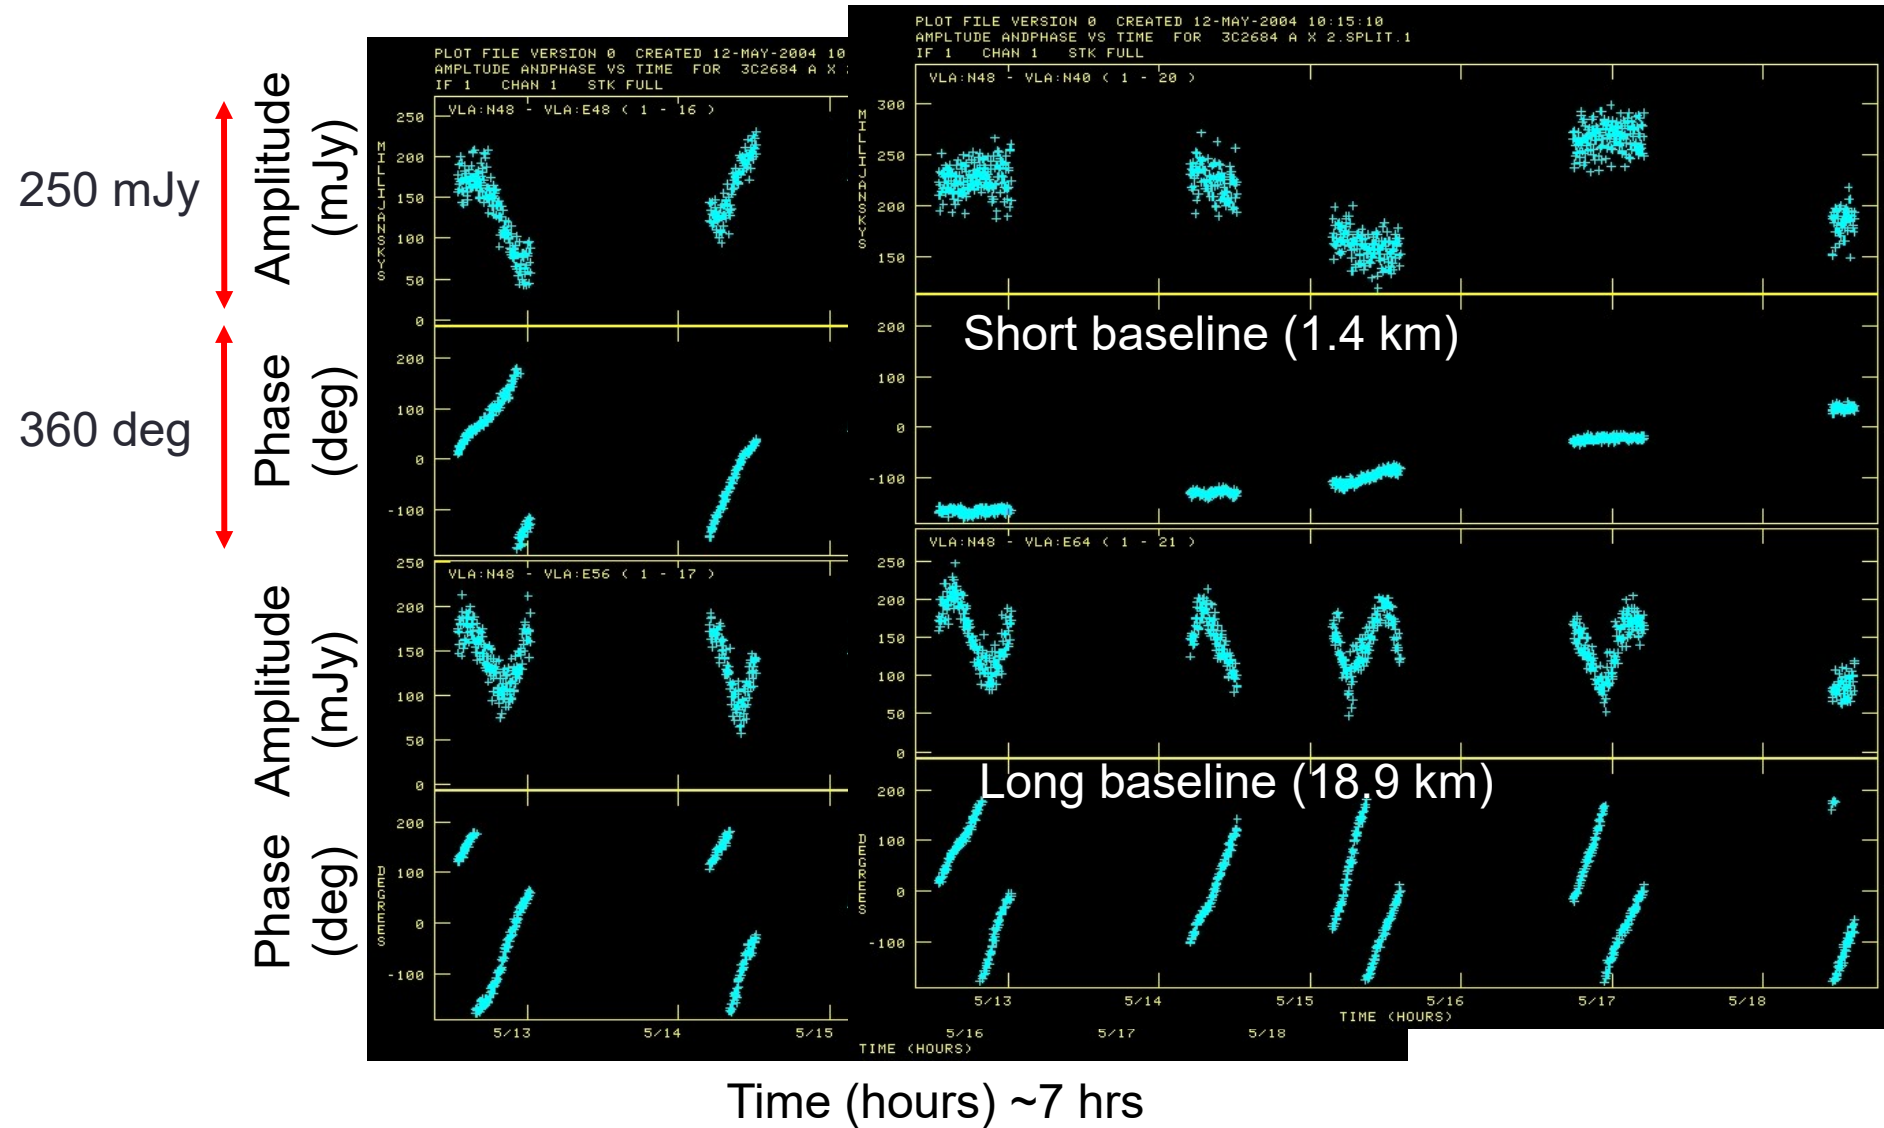 PLOT FILE VERSION 0 CREATED 12-MAY-2004 10:15:10
AMPLTUDE ANDPHASE VS TIME FOR 3C2684 A X 2.SPLIT.1
IF 1 CHAN 1 STK FULL
PLOT FILE VERSION 0 CREATED 12-MAY-2004 10
AMPLTUDE ANDPHASE VS TIME FOR 3C2684 A X
IF 1 CHAN 1 STK FULL
250 mJy
360 deg
Amplitude
(mJy)
Phase
(deg)
Amplitude
(mJy)
Phase
(deg)
VLA:N48 - VLA:E48 ( 1 - 16 )
MILLIJANSKYS
250
200
150
100
50
0
200
100
0
-100
VLA:N48 - VLA:E56 ( 1 - 17 )
250
200
150
100
50
0
DEGREES
200
100
0
-100
5/13
5/14
5/15
VLA:N48 - VLA:N40 ( 1 - 20 )
MILLIJANSKYS
300
250
200
150
Short baseline (1.4 km)
200
100
0
-100
VLA:N48 - VLA:E64 ( 1 - 21 )
250
200
150
100
50
0
Long baseline (18.9 km)
DEGREES
200
100
0
-100
5/13
5/14
5/15
5/16
5/17
5/18
TIME (HOURS)
5/16
5/17
5/18
TIME (HOURS)
Time (hours) ~7 hrs